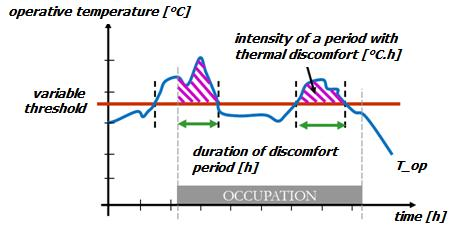 operative temperature [°C]
intensity of a period with
thermal discomfort [°C.h]
variable
threshold
duration of discomfort
period [h]
T_op
OCCUPATION
time [h]